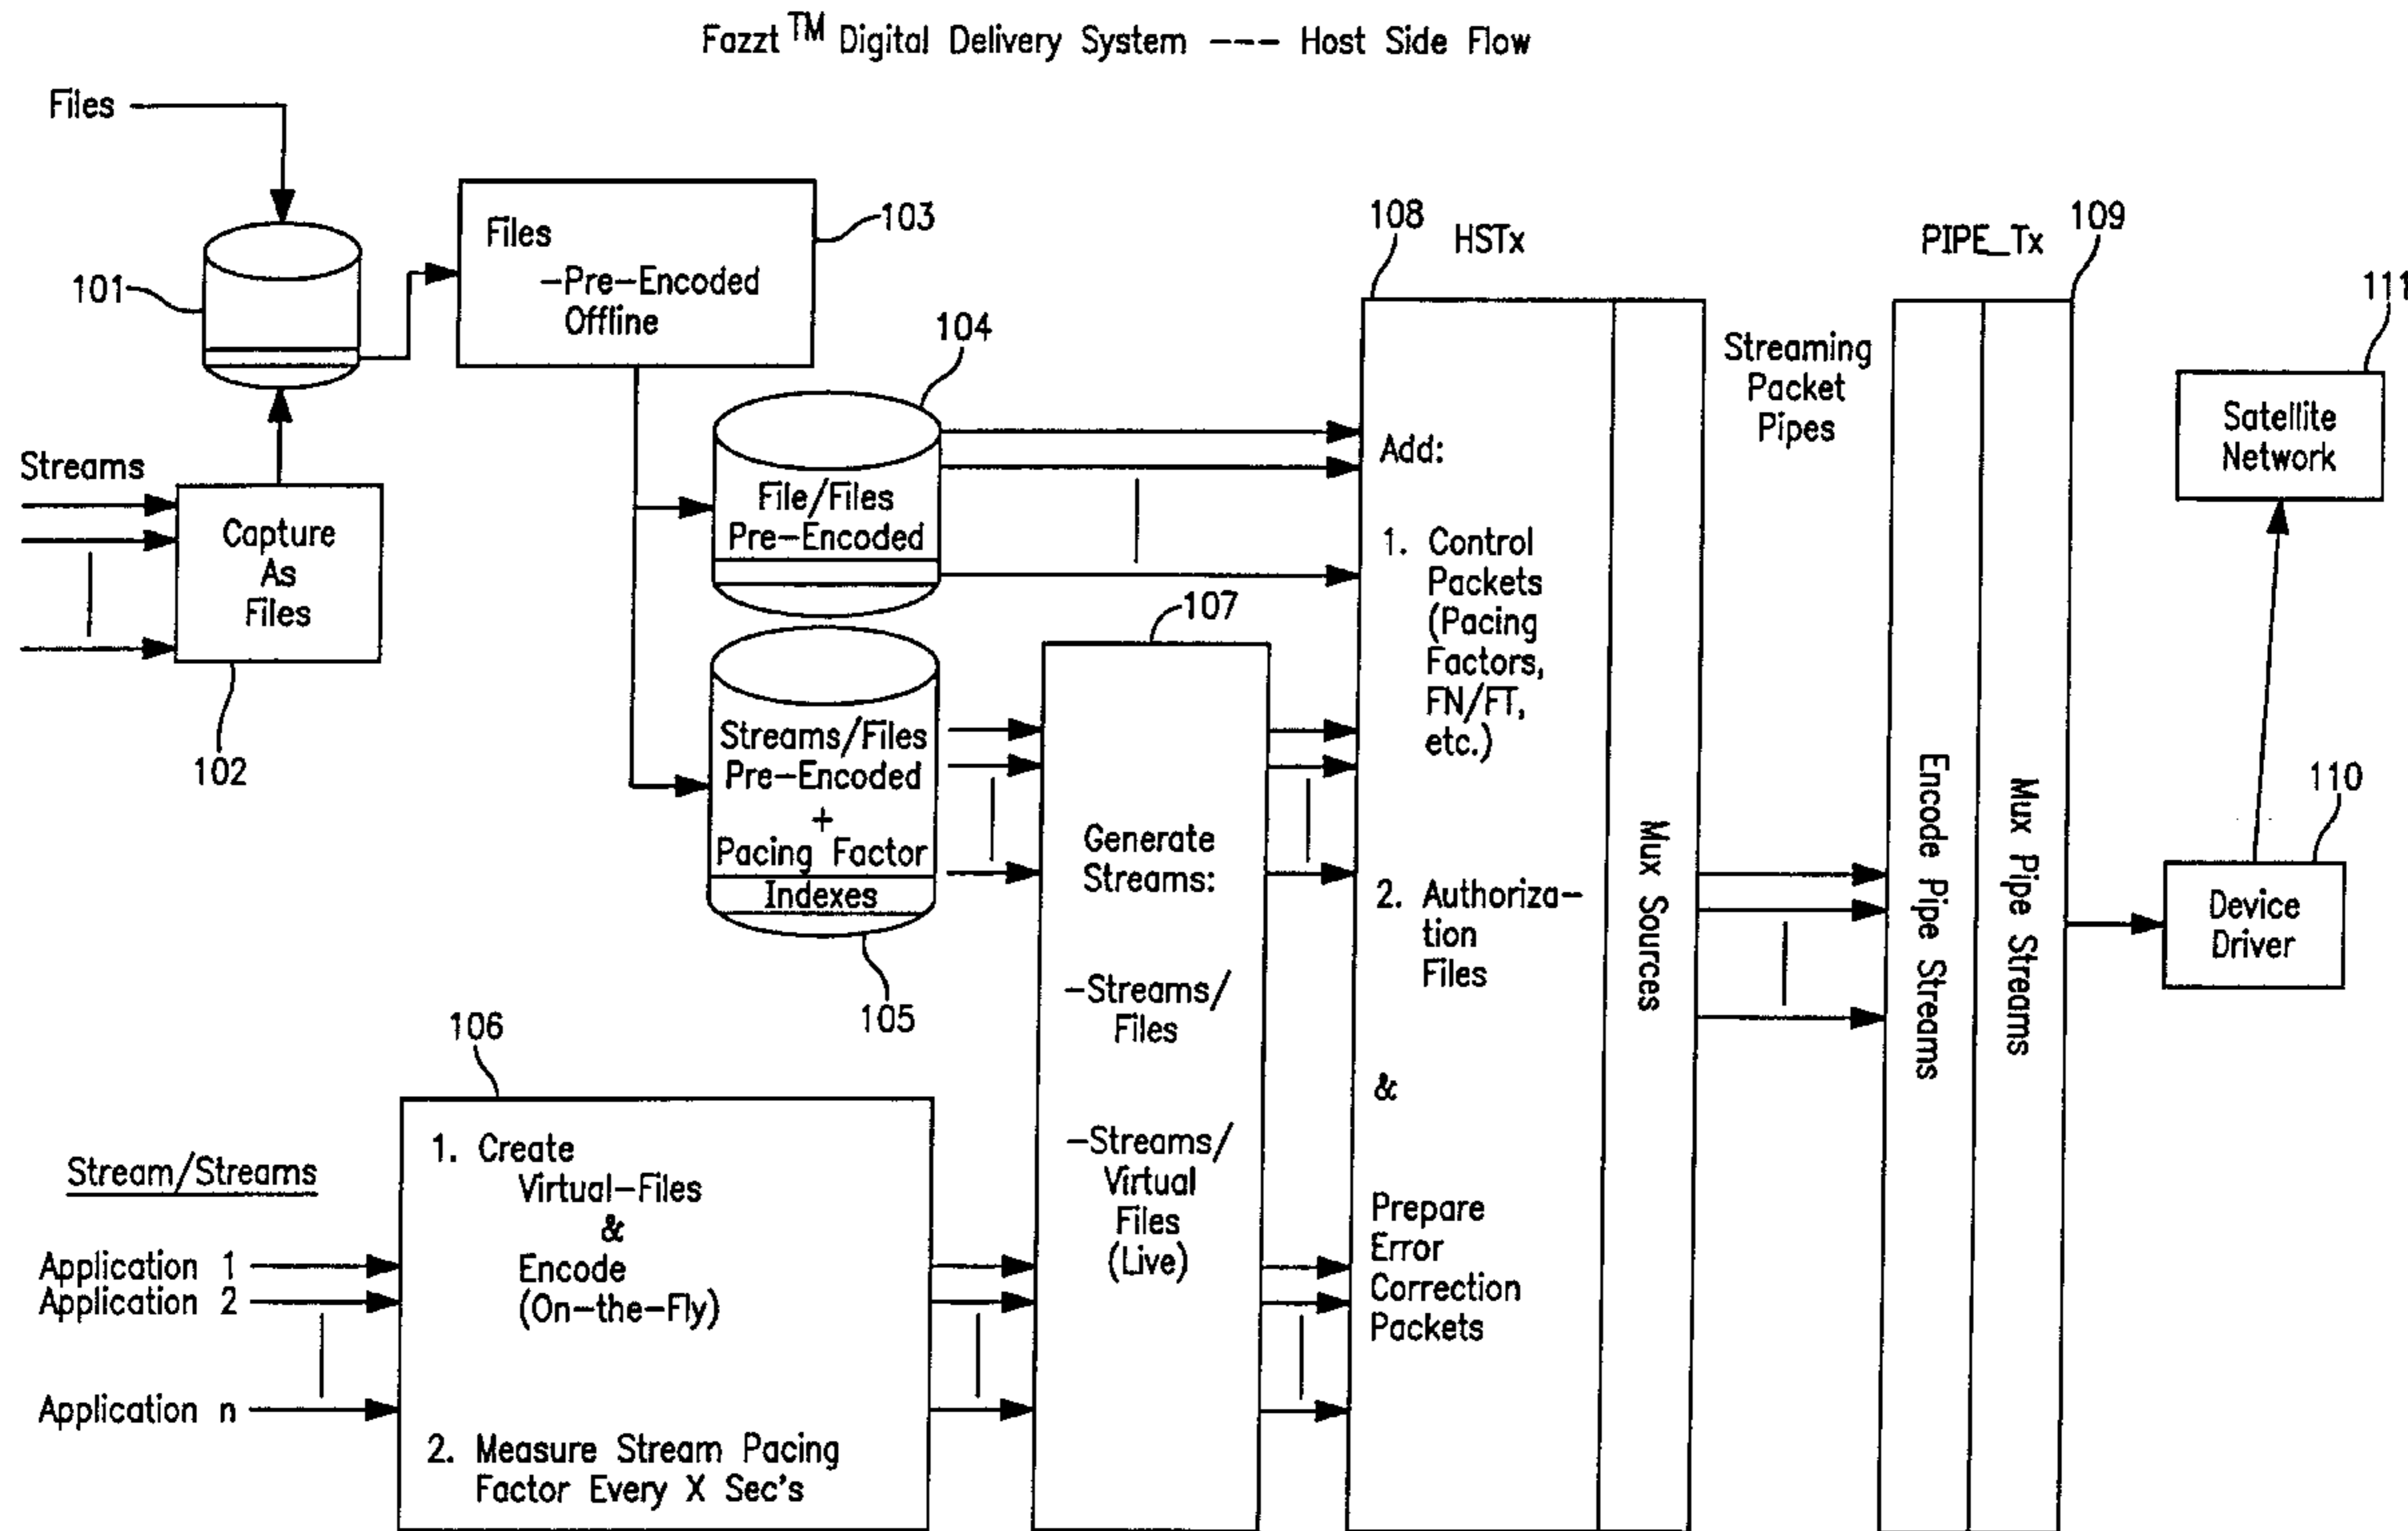 Fazzt™ Digital Delivery System --- Host Side Flow
Files
101
Files
-Pre-Encoded
Offline
103
Streams
Capture
As
Files
102
104
File/Files
Pre-Encoded
Streams/Files
Pre-Encoded
+
Pacing Factor
Indexes
105
106
Stream/Streams
Application 1
Application 2
Application n
1. Create
Virtual-Files
&
Encode
(On-the-Fly)
2. Measure Stream Pacing
Factor Every X Sec's
107
Generate
Streams:
-Streams/
Files
-Streams/
Virtual
Files
(Live)
108
HSTx
Add:
1. Control
Packets
(Pacing
Factors,
FN/FT,
etc.)
2. Authoriza-
tion
Files
&
Prepare
Error
Correction
Packets
Mux Sources
Streaming
Packet
Pipes
PIPE_Tx
109
Encode Pipe Streams
Mux Pipe Streams
111
Satellite
Network
110
Device
Driver